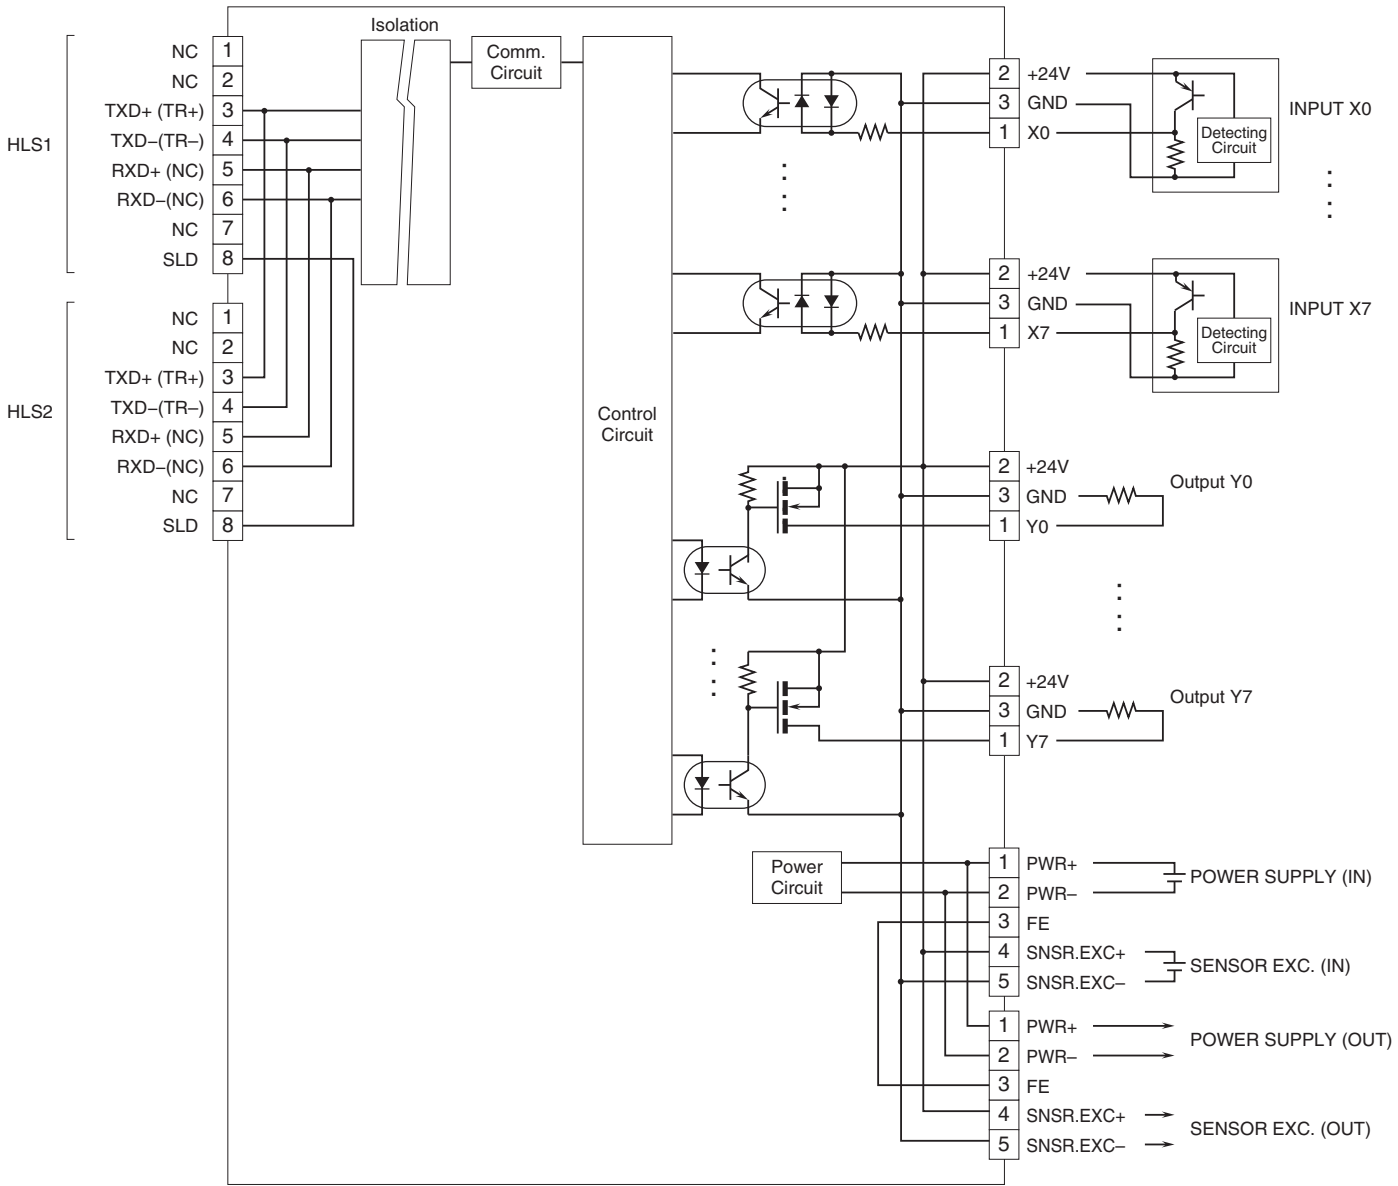 Isolation
Comm.
Circuit
Control
Circuit
HLS1
NC 1
NC 2
TXD+ (TR+) 3
TXD–(TR–) 4
RXD+ (NC) 5
RXD–(NC) 6
NC 7
SLD 8
HLS2
NC 1
NC 2
TXD+ (TR+) 3
TXD–(TR–) 4
RXD+ (NC) 5
RXD–(NC) 6
NC 7
SLD 8
2 +24V
3 GND
1 X0
Detecting
Circuit
INPUT X0
2 +24V
3 GND
1 X7
Detecting
Circuit
INPUT X7
2 +24V
3 GND
1 Y0
Output Y0
2 +24V
3 GND
1 Y7
Output Y7
Power
Circuit
1 PWR+
2 PWR–
POWER SUPPLY (IN)
3 FE
4 SNSR.EXC+
5 SNSR.EXC–
SENSOR EXC. (IN)
1 PWR+
2 PWR–
POWER SUPPLY (OUT)
3 FE
4 SNSR.EXC+
5 SNSR.EXC–
SENSOR EXC. (OUT)